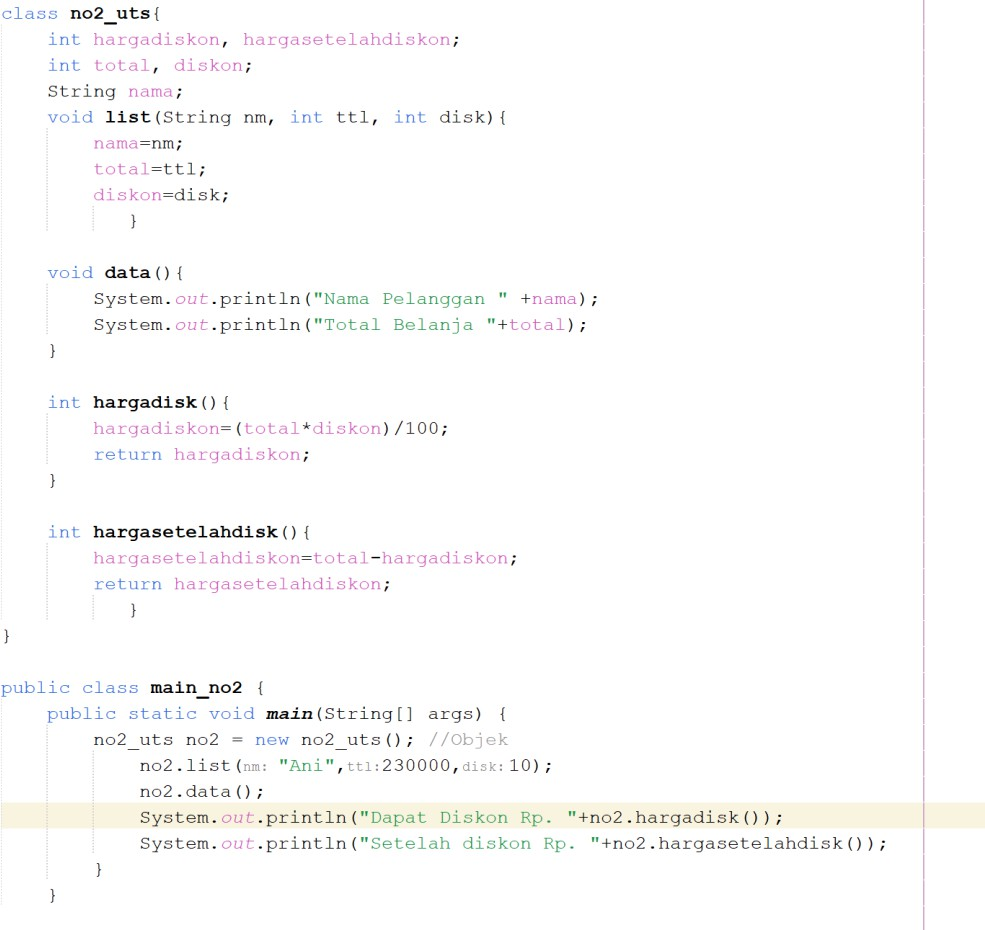 class no2_uts{
int hargadiskon, hargasetelahdiskon;
int total, diskon;
String nama;
void list(String nm, int ttl, int disk){
nama=nm;
total=ttl;
diskon=disk;
}
void data(){
System.out.println("Nama Pelanggan " +nama);
System.out.println("Total Belanja "+total);
}
int hargadisk(){
hargadiskon=(total*diskon)/100;
return hargadiskon;
}
int hargasetelahdisk(){
hargasetelahdiskon=total-hargadiskon;
return hargasetelahdiskon;
}
}
public class main_no2 {
public static void main(String[] args) {
no2_uts no2 = new no2_uts(); //Objek
no2.list(nm: "Ani",ttl:230000,disk:10);
no2.data();
System.out.println("Dapat Diskon Rp. "+no2.hargadisk());
System.out.println("Setelah diskon Rp. "+no2.hargasetelahdisk());
}
}